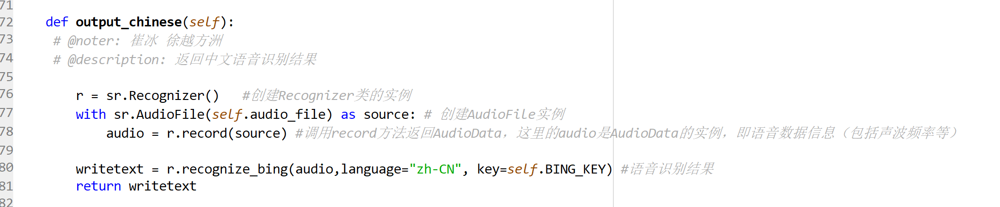 71
72 def output_chinese(self):
73 # @noter: 崔冰 徐越方洲
74 # @description: 返回中文语音识别结果
75
76 r = sr.Recognizer() #创建Recognizer类的实例
77 with sr.AudioFile(self.audio_file) as source: # 创建AudioFile实例
78 audio = r.record(source) #调用record方法返回AudioData，这里的audio是AudioData的实例，即语音数据信息（包括声波频率等）
79
80 writetext = r.recognize_bing(audio,language="zh-CN", key=self.BING_KEY) #语音识别结果
81 return writetext
82